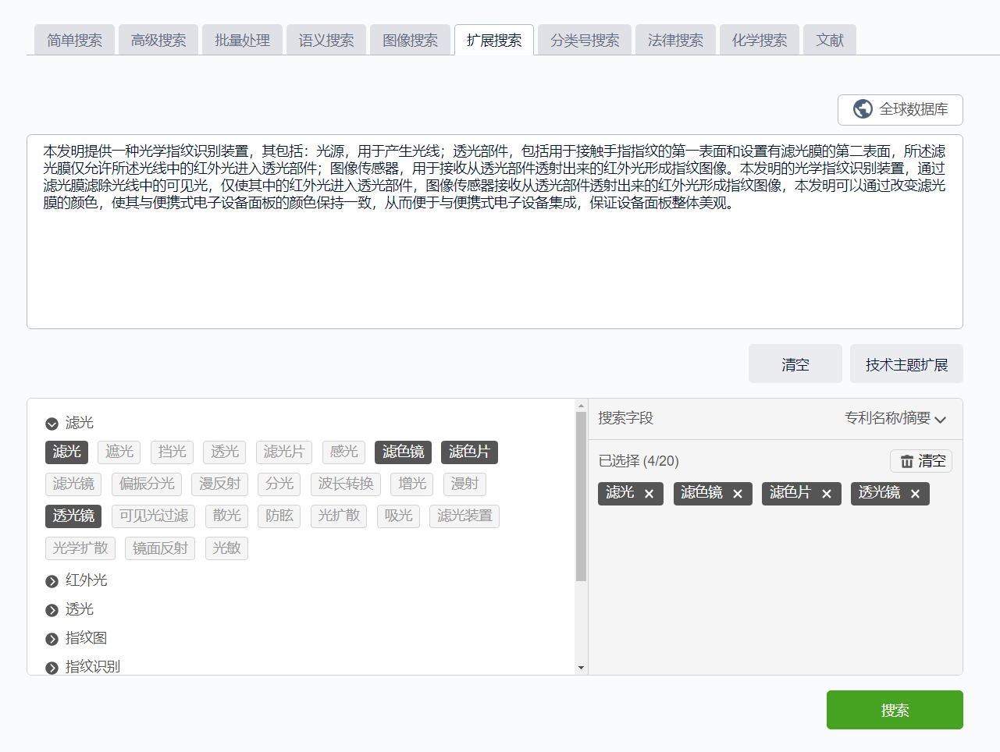 简单搜索 高级搜索 批量处理 语义搜索 图像搜索 扩展搜索 分类号搜索 法律搜索 化学搜索 文献
全球数据库
本发明提供一种光学指纹识别装置，其包括：光源，用于产生光线；透光部件，包括用于接触手指指纹的第一表面和设置有滤光膜的第二表面，所述滤
光膜仅允许所述光线中的红外光进入透光部件；图像传感器，用于接收从透光部件透射出来的红外光形成指纹图像。本发明的光学指纹识别装置，通过
滤光膜滤除光线中的可见光，仅使其中的红外光进入透光部件，图像传感器接收从透光部件透射出来的红外光形成指纹图像，本发明可以通过改变滤光
膜的颜色，使其与便携式电子设备面板的颜色保持一致，从而便于与便携式电子设备集成，保证设备面板整体美观。
清空 技术主题扩展
滤光
滤光 遮光 挡光 透光 滤光片 感光 滤色镜 滤色片
滤光镜 偏振分光 漫反射 分光 波长转换 增光 漫射
透光镜 可见光过滤 散光 防眩 光扩散 吸光 滤光装置
光学扩散 镜面反射 光敏
红外光
透光
指纹图
指纹识别
搜索字段 专利名称/摘要
已选择 (4/20) 清空
滤光 滤色镜 滤色片 透光镜
搜索